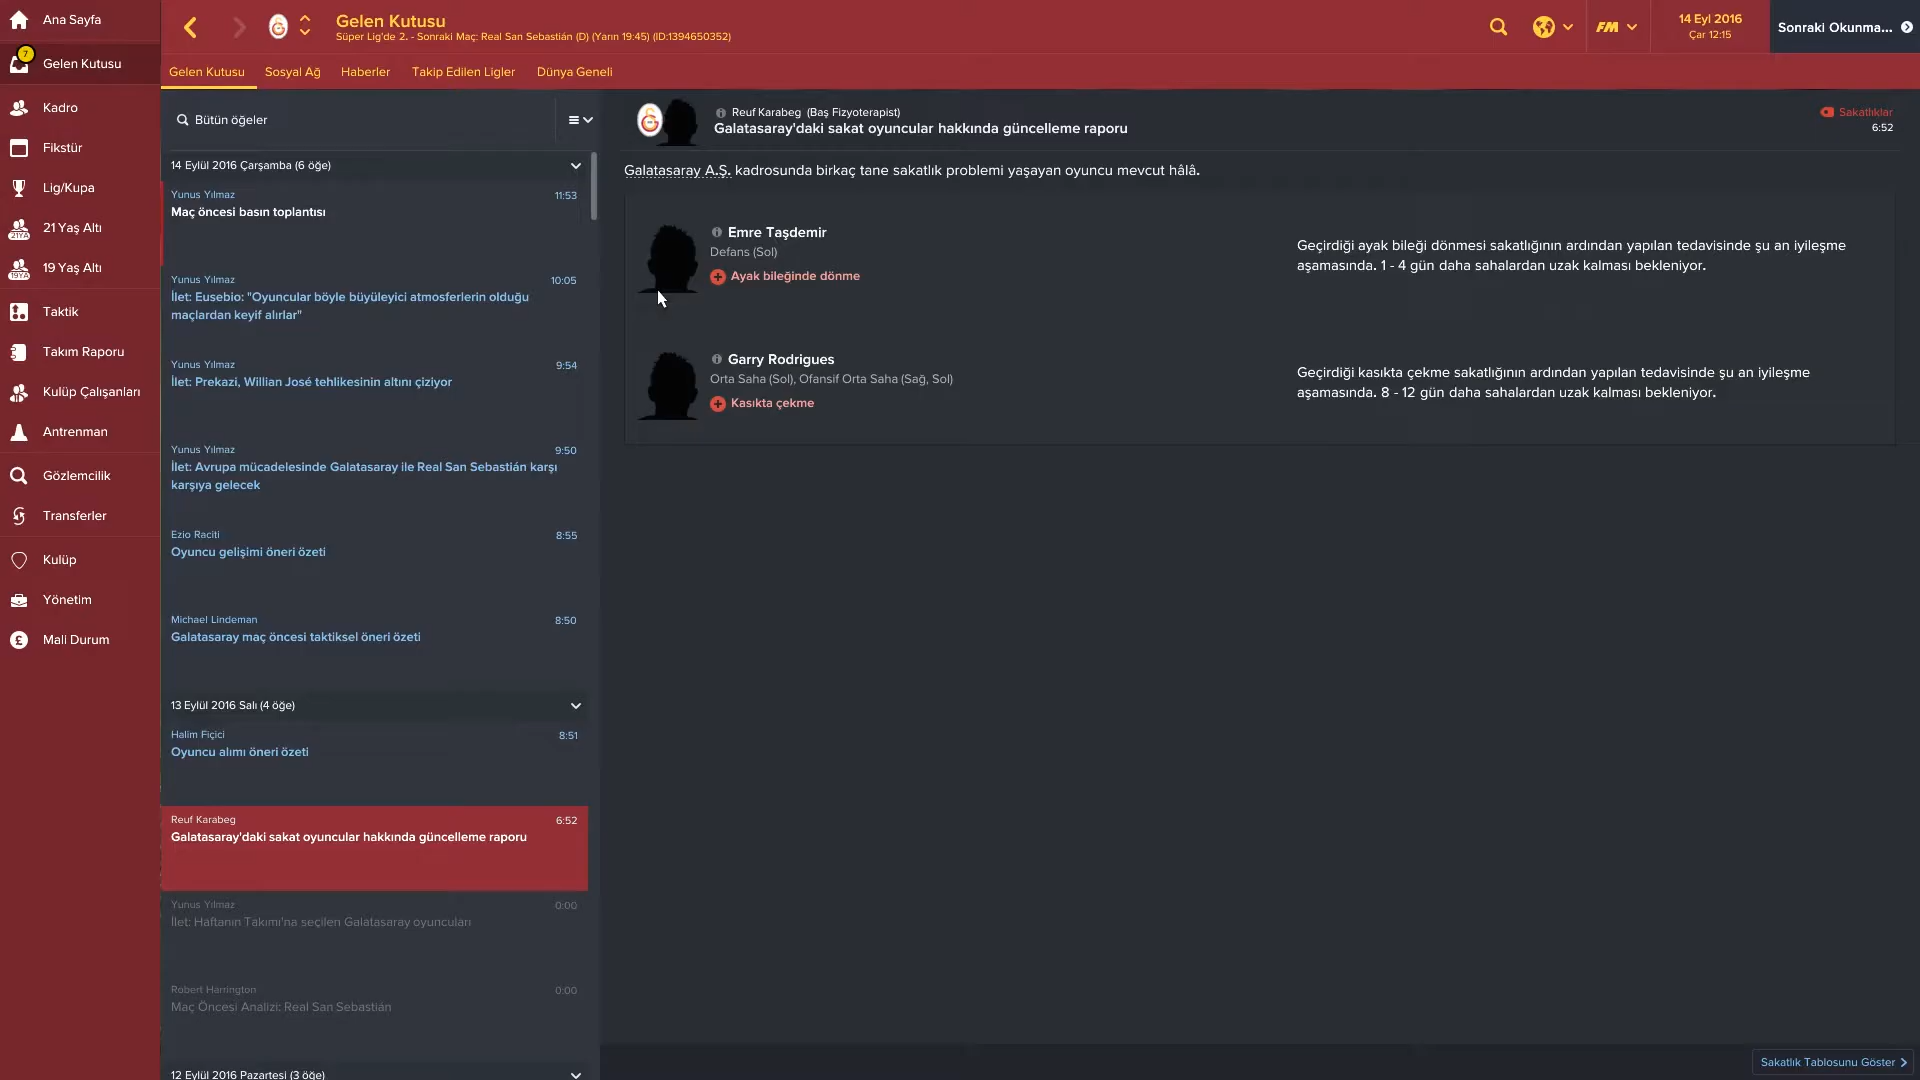 Ana Sayfa
7
Gelen Kutusu
Kadro
Fikstür
Lig/Kupa
21YA
21 Yaş Altı
19YA
19 Yaş Altı
Taktik
Takım Raporu
Kulüp Çalışanları
Antrenman
Gözlemcilik
Transferler
Kulüp
Yönetim
Mali Durum
Gelen Kutusu
Süper Lig'de 2. - Sonraki Maç: Real San Sebastián (D) (Yarın 19:45) (ID:1394650352)
FM
14 Eyl 2016
Çar 12:15
Sonraki Okunma...
Gelen Kutusu
Sosyal Ağ
Haberler
Takip Edilen Ligler
Dünya Geneli
Bütün öğeler
14 Eylül 2016 Çarşamba (6 öğe)
Yunus Yılmaz 11:53
Maç öncesi basın toplantısı
Yunus Yılmaz 10:05
İlet: Eusebio: "Oyuncular böyle büyüleyici atmosferlerin olduğu
maçlardan keyif alırlar"
Yunus Yılmaz 9:54
İlet: Prekazi, Willian José tehlikesinin altını çiziyor
Yunus Yılmaz 9:50
İlet: Avrupa mücadelesinde Galatasaray ile Real San Sebastián karşı
karşıya gelecek
Ezio Raciti 8:55
Oyuncu gelişimi öneri özeti
Michael Lindeman 8:50
Galatasaray maç öncesi taktiksel öneri özeti
13 Eylül 2016 Salı (4 öğe)
Halim Fıçici 8:51
Oyuncu alımı öneri özeti
Reuf Karabeg 6:52
Galatasaray'daki sakat oyuncular hakkında güncelleme raporu
Yunus Yılmaz 0:00
İlet: Haftanın Takımı'na seçilen Galatasaray oyuncuları
Robert Harrington 0:00
Maç Öncesi Analizi: Real San Sebastián
12 Eylül 2016 Pazartesi (3 öğe)
Reuf Karabeg (Baş Fizyoterapist)
Galatasaray'daki sakat oyuncular hakkında güncelleme raporu
Sakatlıklar
6:52
Galatasaray A.Ş. kadrosunda birkaç tane sakatlık problemi yaşayan oyuncu mevcut hâlâ.
Emre Taşdemir
Defans (Sol)
Ayak bileğinde dönme
Geçirdiği ayak bileği dönmesi sakatlığının ardından yapılan tedavisinde şu an iyileşme
aşamasında. 1 - 4 gün daha sahalardan uzak kalması bekleniyor.
Garry Rodrigues
Orta Saha (Sol), Ofansif Orta Saha (Sağ, Sol)
Kasıkta çekme
Geçirdiği kasıkta çekme sakatlığının ardından yapılan tedavisinde şu an iyileşme
aşamasında. 8 - 12 gün daha sahalardan uzak kalması bekleniyor.
Sakatlık Tablosunu Göster